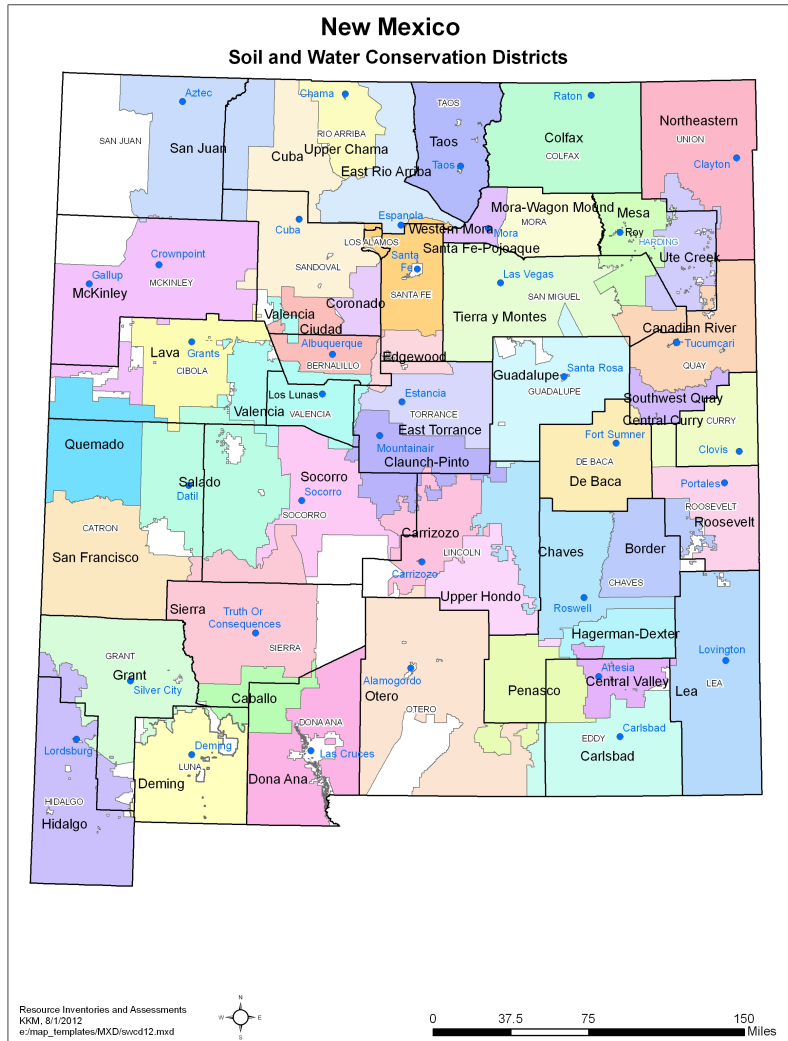 New Mexico
Soil and Water Conservation Districts
Aztec
Chama
TAOS
Raton
Northeastern
SAN JUAN
RIO ARRIBA
Taos
Colfax
UNION
San Juan
Cuba
Upper Chama
COLFAX
Clayton
East Rio Arriba
Taos
Mora-Wagon Mound
Mesa
Espanola
MORA
Cuba
Western Mora
Mora
Roy
HARDING
Crownpoint
LOS ALAMOS
Santa Fe-Pojoaque
Ute Creek
Gallup
SANDOVAL
Santa
Fe
Las Vegas
McKinley
MCKINLEY
SANTA FE
SAN MIGUEL
Coronado
Valencia
Tierra y Montes
Ciudad
Canadian River
Lava
Grants
Albuquerque
Tucumcari
CIBOLA
BERNALILLO
Edgewood
Guadalupe
Santa Rosa
QUAY
Los Lunas
Estancia
GUADALUPE
Southwest Quay
Valencia
VALENCIA
TORRANCE
Central Curry
CURRY
East Torrance
Quemado
Mountainair
Fort Sumner
Clovis
Claunch-Pinto
DE BACA
Salado
Socorro
De Baca
Portales
Datil
Socorro
ROOSEVELT
SOCORRO
Roosevelt
CATRON
Carrizozo
San Francisco
LINCOLN
Chaves
Border
Carrizozo
CHAVES
Upper Hondo
Sierra
Truth Or
Consequences
Roswell
Hagerman-Dexter
SIERRA
GRANT
Lovington
Grant
Alamogordo
Artesia
Silver City
Caballo
Otero
Penasco
Central Valley
Lea
LEA
OTERO
DONA ANA
Carlsbad
Lordsburg
Deming
Las Cruces
EDDY
LUNA
Carlsbad
Deming
Dona Ana
HIDALGO
Hidalgo
N
W
E
S
Resource Inventories and Assessments
KKM, 8/1/2012
e:/map_templates/MXD/swcd12.mxd
0 37.5 75 150
Miles